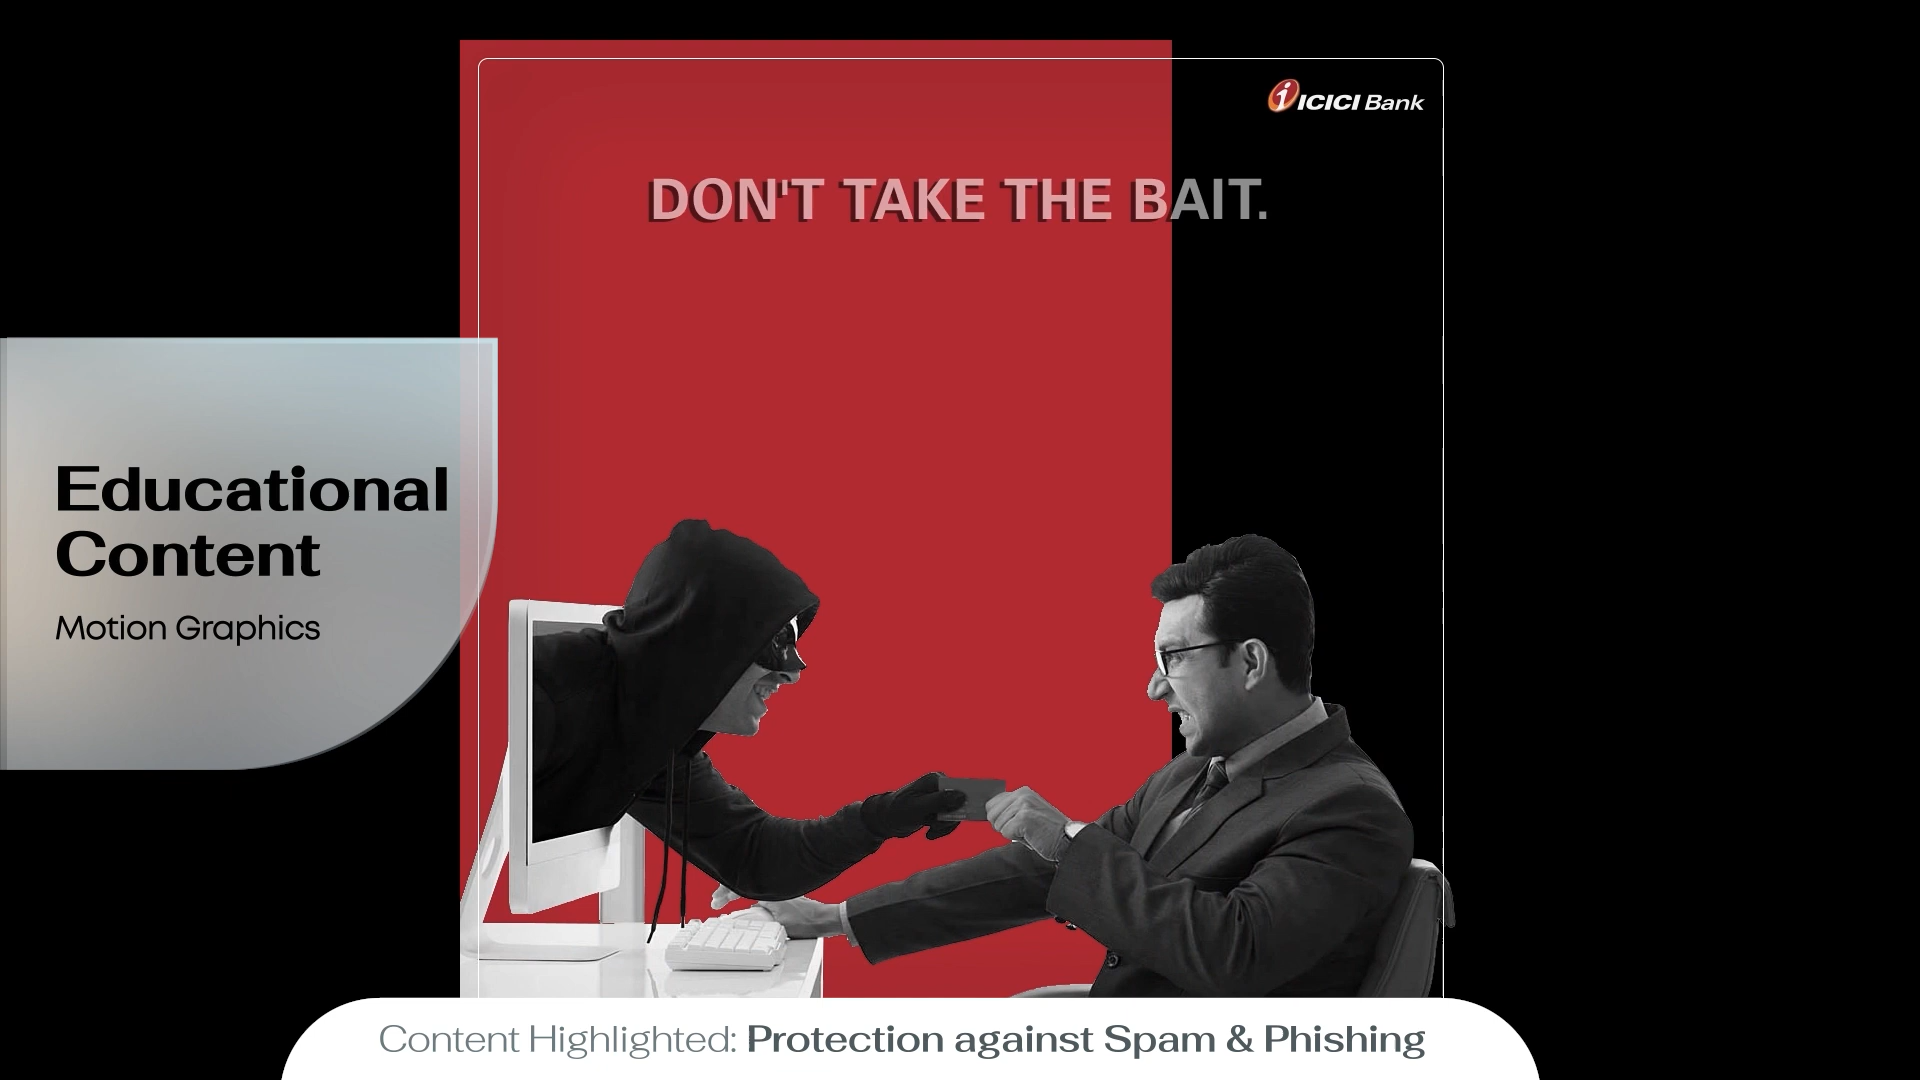 ICICI Bank
DON'T TAKE THE BAIT.
Educational
Content
Motion Graphics
Content Highlighted: Protection against Spam & Phishing